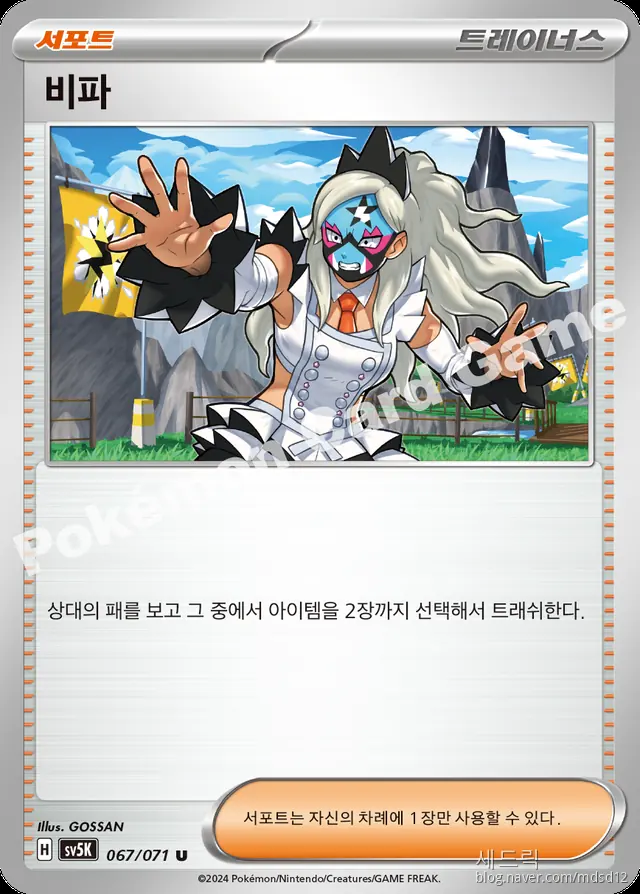 서포트
트레이너스
비파
Pokémon Card Game
상대의 패를 보고 그 중에서 아이템을 2장까지 선택해서 트래쉬한다.
서포트는 자신의 차례에 1장만 사용할 수 있다.
Illus. GOSSAN
H SV5K 067/071 U
©2024 Pokémon/Nintendo/Creatures/GAME FREAK.
세드릭
blog.naver.com/mdsd12